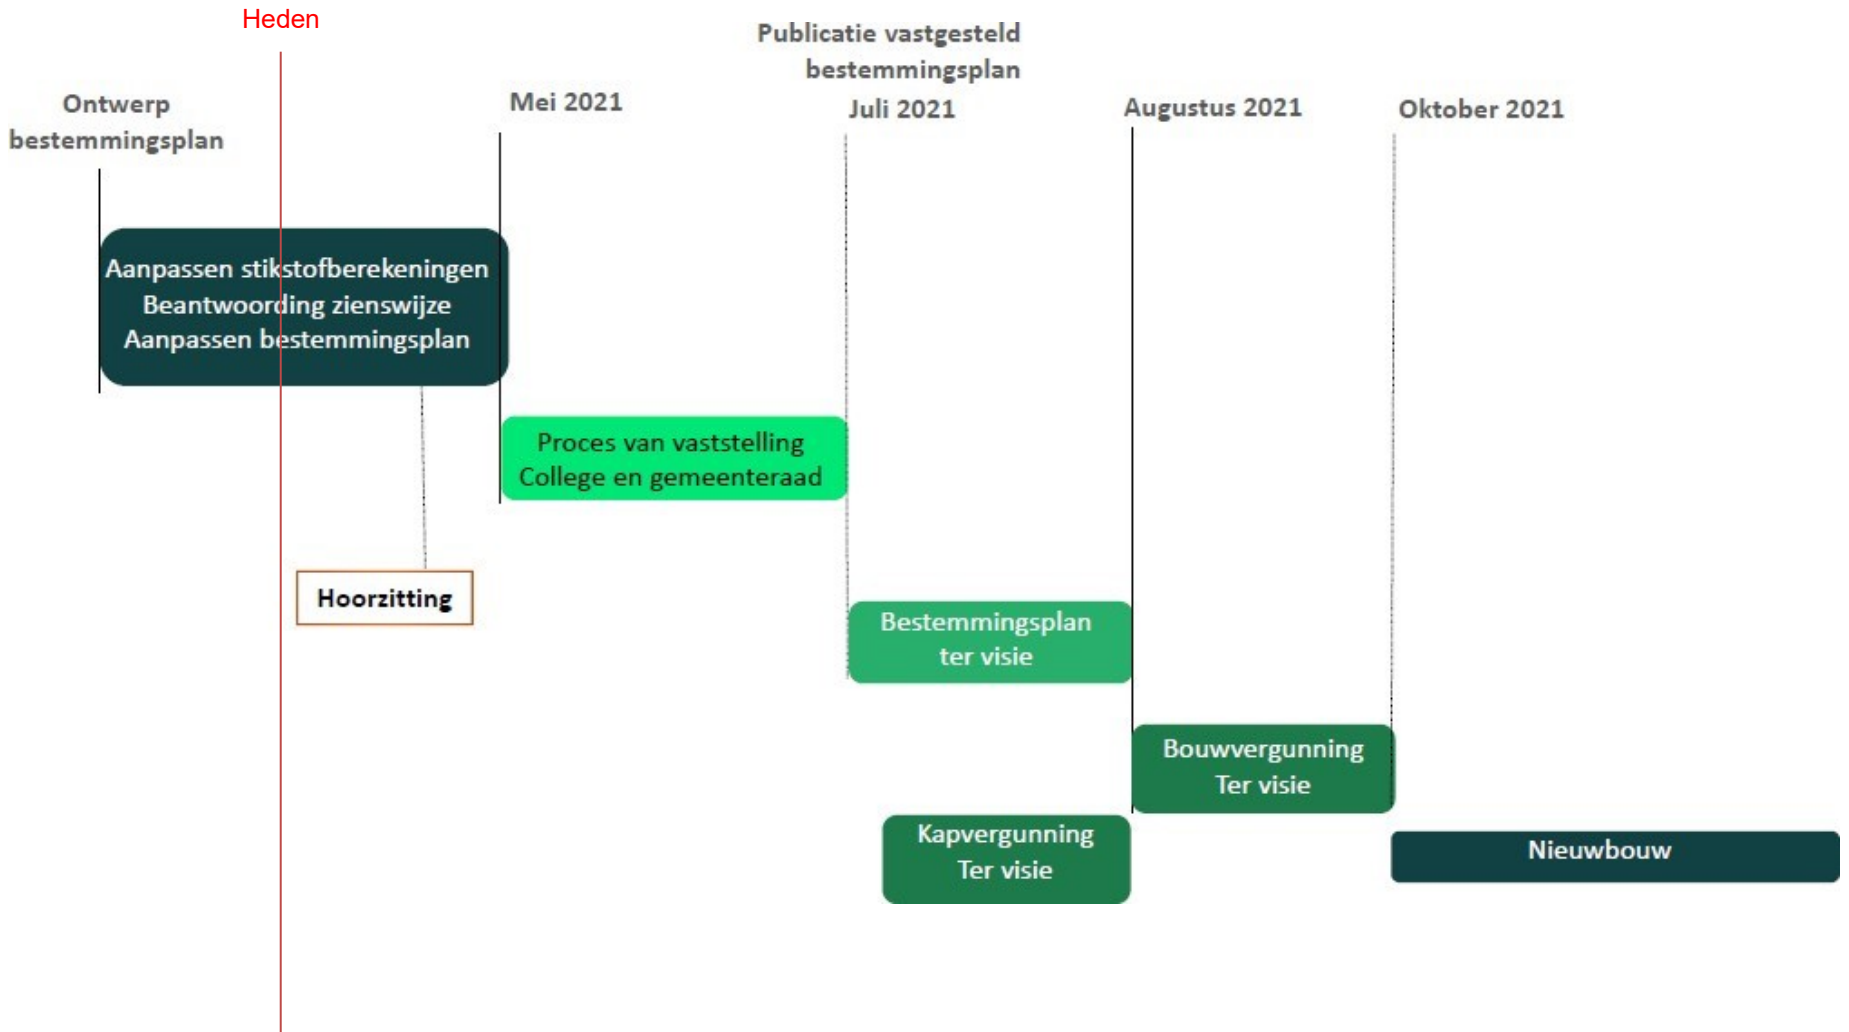 Heden
Publicatie vastgesteld
bestemmingsplan
Ontwerp
bestemmingsplan
Mei 2021
Juli 2021
Augustus 2021
Oktober 2021
Aanpassen stikstofberekeningen
Beantwoording zienswijze
Aanpassen bestemmingsplan
Proces van vaststelling
College en gemeenteraad
Hoorzitting
Bestemmingsplan
ter visie
Bouwvergunning
Ter visie
Kapvergunning
Ter visie
Nieuwbouw